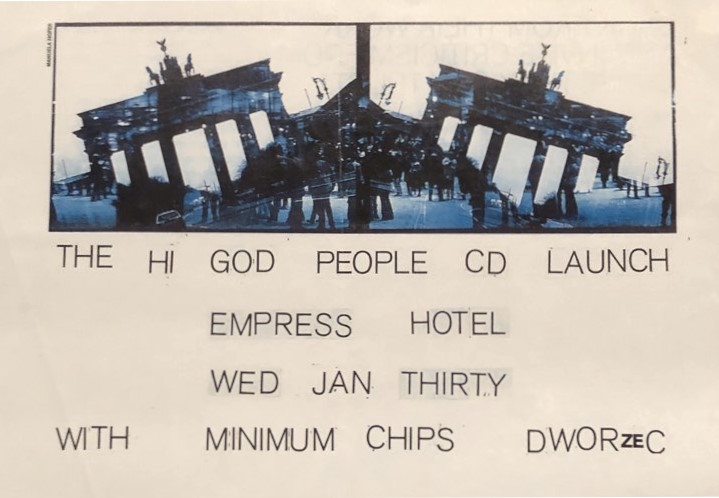 THE HI GOD PEOPLE CD LAUNCH
EMPRESS HOTEL
WED JAN THIRTY
WITH MINIMUM CHIPS DWORZEC